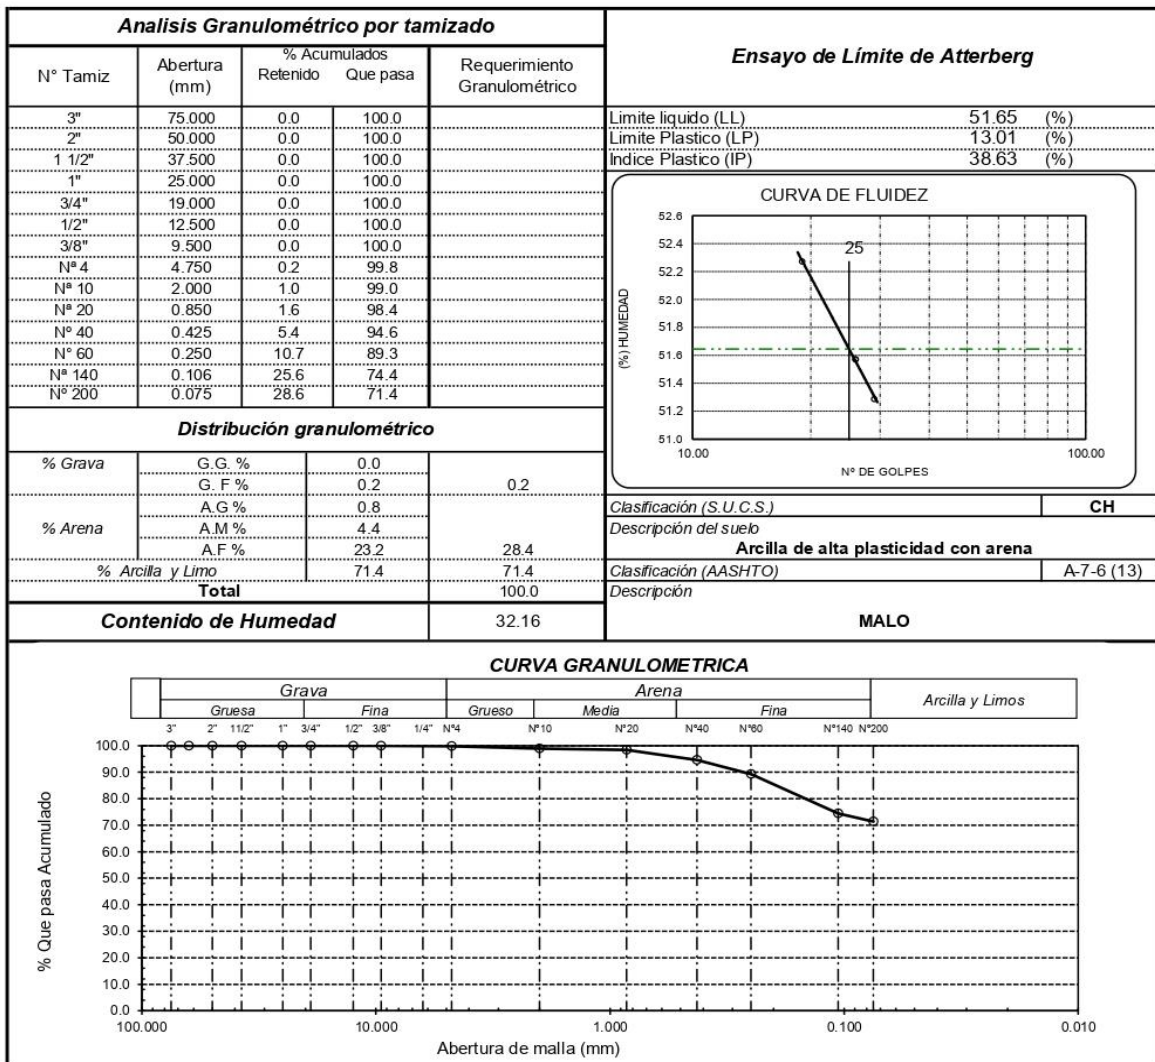 Analisis Granulométrico por tamizado
N° Tamiz Abertura (mm) % Acumulados Retenido Que pasa Requerimiento Granulométrico
3" 75.000 0.0 100.0
2" 50.000 0.0 100.0
1 1/2" 37.500 0.0 100.0
1" 25.000 0.0 100.0
3/4" 19.000 0.0 100.0
1/2" 12.500 0.0 100.0
3/8" 9.500 0.0 100.0
Nª 4 4.750 0.2 99.8
Nª 10 2.000 1.0 99.0
Nª 20 0.850 1.6 98.4
Nº 40 0.425 5.4 94.6
N° 60 0.250 10.7 89.3
Nª 140 0.106 25.6 74.4
Nº 200 0.075 28.6 71.4
Distribución granulométrico
% Grava G.G. % 0.0
G. F % 0.2 0.2
A.G % 0.8
% Arena A.M % 4.4
A.F % 23.2 28.4
% Arcilla y Limo 71.4 71.4
Total 100.0
Contenido de Humedad 32.16
Ensayo de Límite de Atterberg
Limite liquido (LL) 51.65 (%)
Limite Plastico (LP) 13.01 (%)
Indice Plastico (IP) 38.63 (%)
CURVA DE FLUIDEZ
25
52.6
52.4
52.2
52.0
51.8
51.6
51.4
51.2
51.0
(%) HUMEDAD
10.00 100.00
Nº DE GOLPES
Clasificación (S.U.C.S.) CH
Descripción del suelo
Arcilla de alta plasticidad con arena
Clasificación (AASHTO) A-7-6 (13)
Descripción
MALO
CURVA GRANULOMETRICA
Grava Arena Arcilla y Limos
Gruesa Fina Grueso Media Fina
3" 2" 11/2" 1" 3/4" 1/2" 3/8" 1/4" N°4 N°10 N°20 N°40 N°60 N°140 N°200
100.0
90.0
80.0
70.0
60.0
50.0
40.0
30.0
20.0
10.0
0.0
% Que pasa Acumulado
100.000 10.000 1.000 0.100 0.010
Abertura de malla (mm)